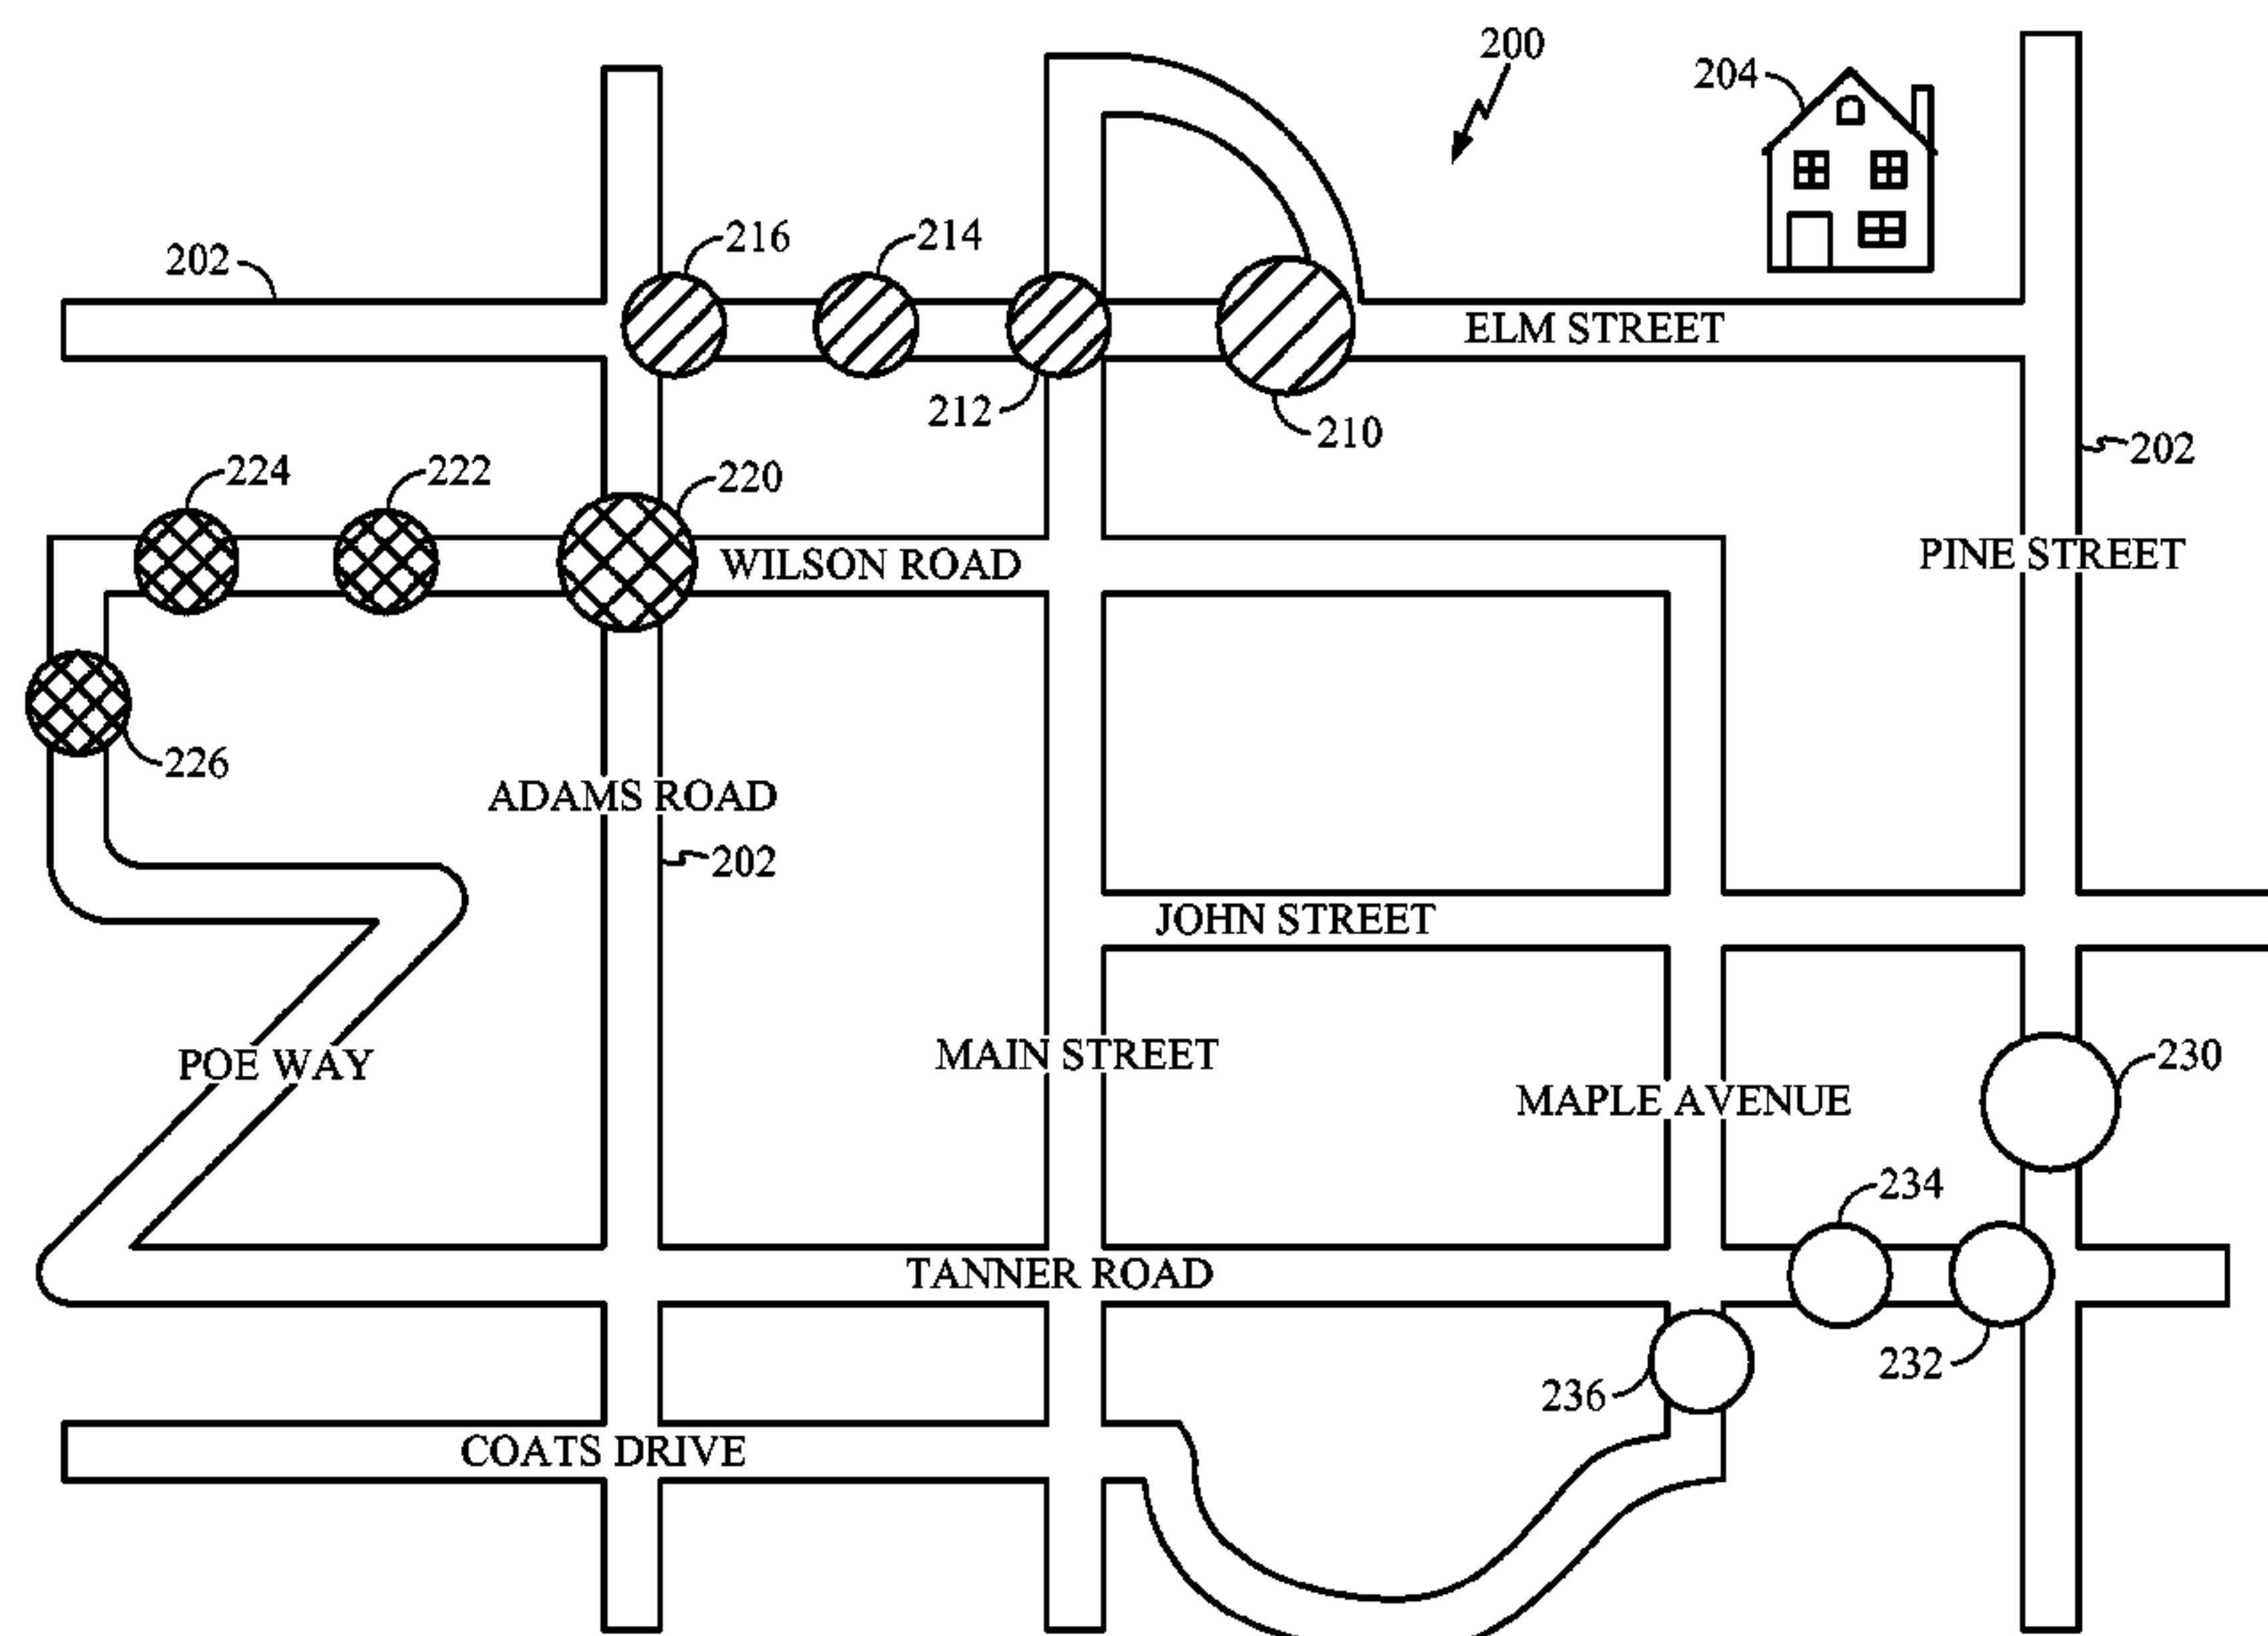 200
204
216
214
202
ELM STREET
212
210
202
224
222
220
WILSON ROAD
PINE STREET
226
ADAMS ROAD
202
JOHN STREET
POE WAY
MAIN STREET
230
MAPLE AVENUE
234
TANNER ROAD
232
236
COATS DRIVE